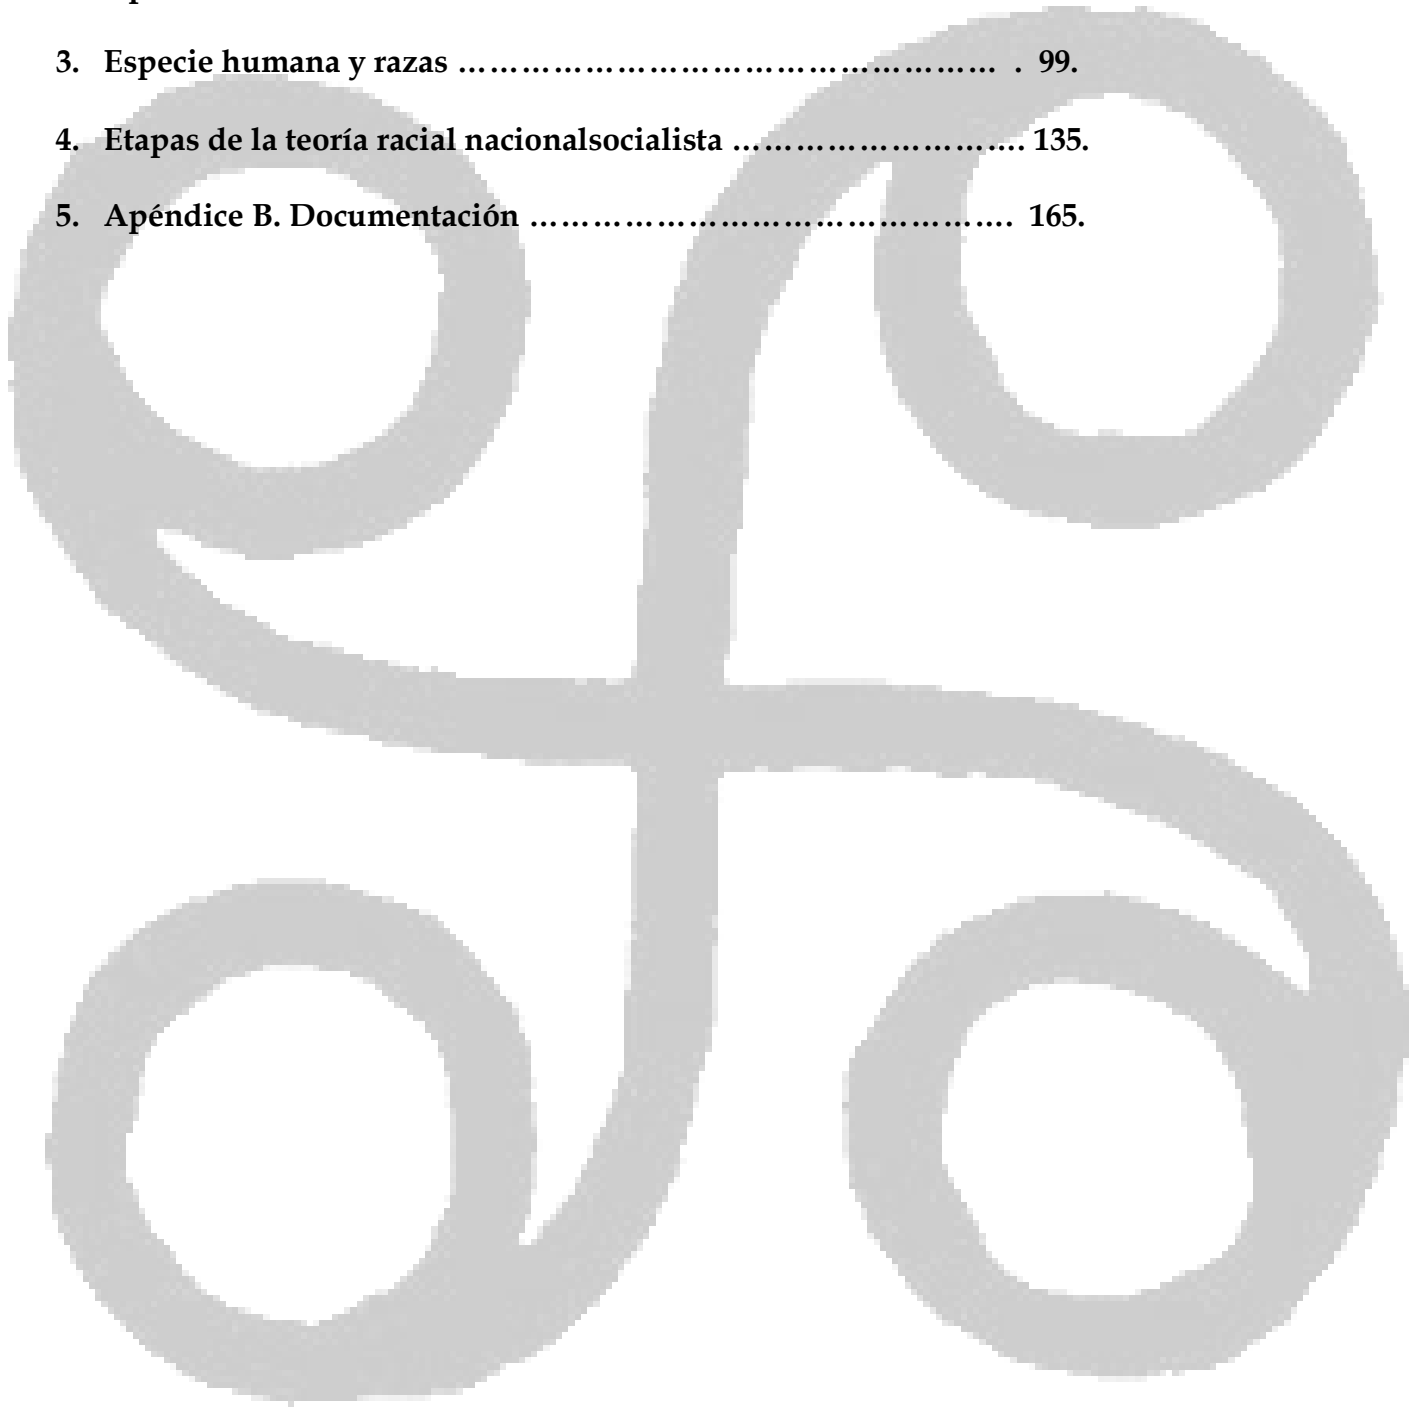 3. Especie humana y razas ………………………………………… . 99.
4. Etapas de la teoría racial nacionalsocialista ………………………. 135.
5. Apéndice B. Documentación ………………………………………. 165.